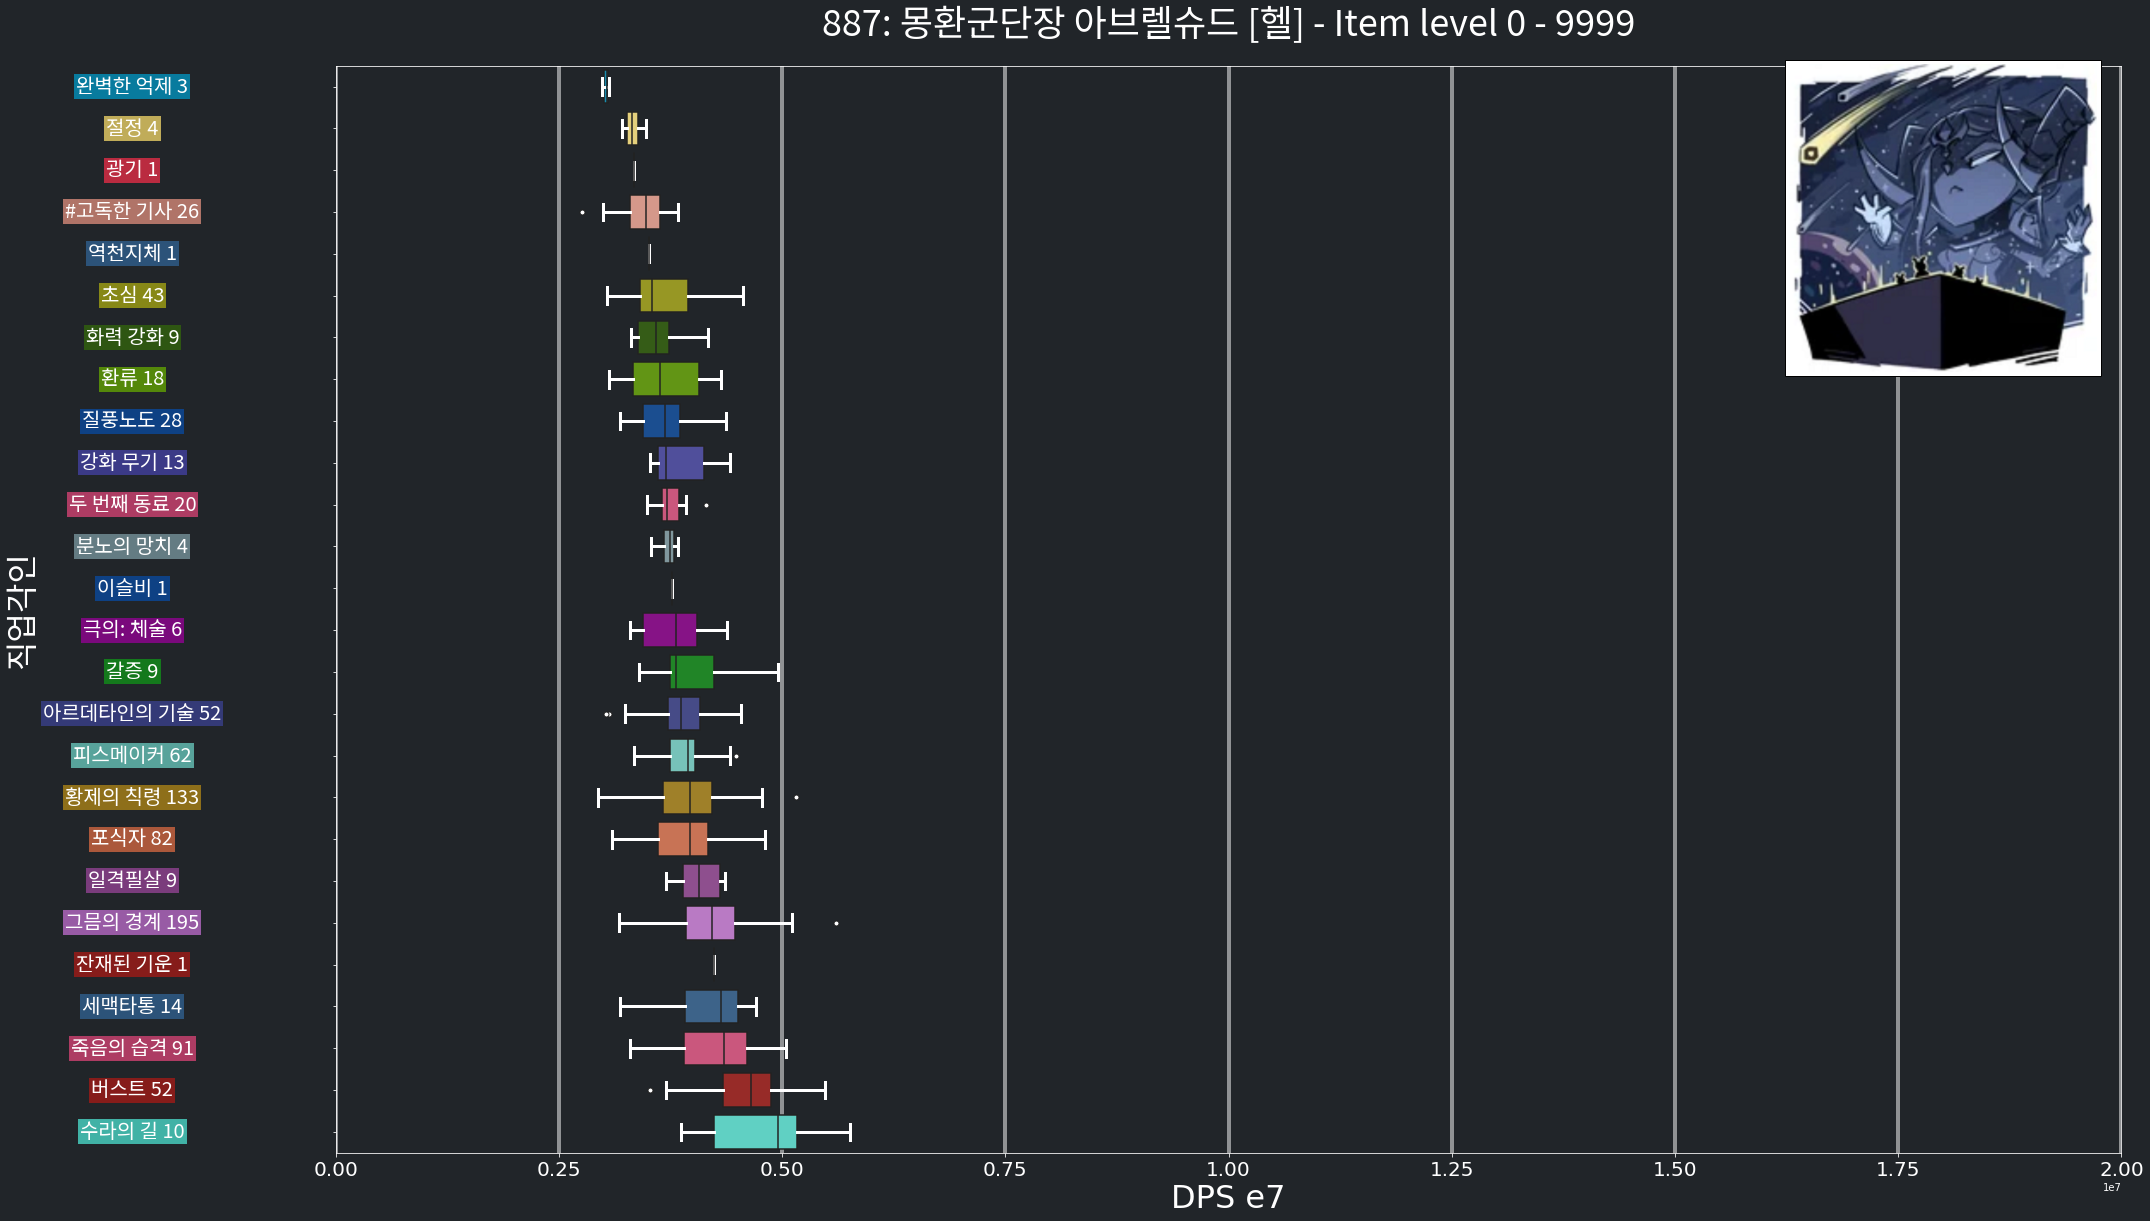 887: 몽환군단장 아브렐슈드 [헬] - Item level 0 - 9999
직업각인
완벽한 억제 3
절정 4
광기 1
#고독한 기사 26
역천지체 1
초심 43
화력 강화 9
환류 18
질풍노도 28
강화 무기 13
두 번째 동료 20
분노의 망치 4
이슬비 1
극의: 체술 6
갈증 9
아르데타인의 기술 52
피스메이커 62
황제의 칙령 133
포식자 82
일격필살 9
그믐의 경계 195
잔재된 기운 1
세맥타통 14
죽음의 습격 91
버스트 52
수라의 길 10
0.00 0.25 0.50 0.75 1.00 1.25 1.50 1.75 2.00
1e7
DPS e7